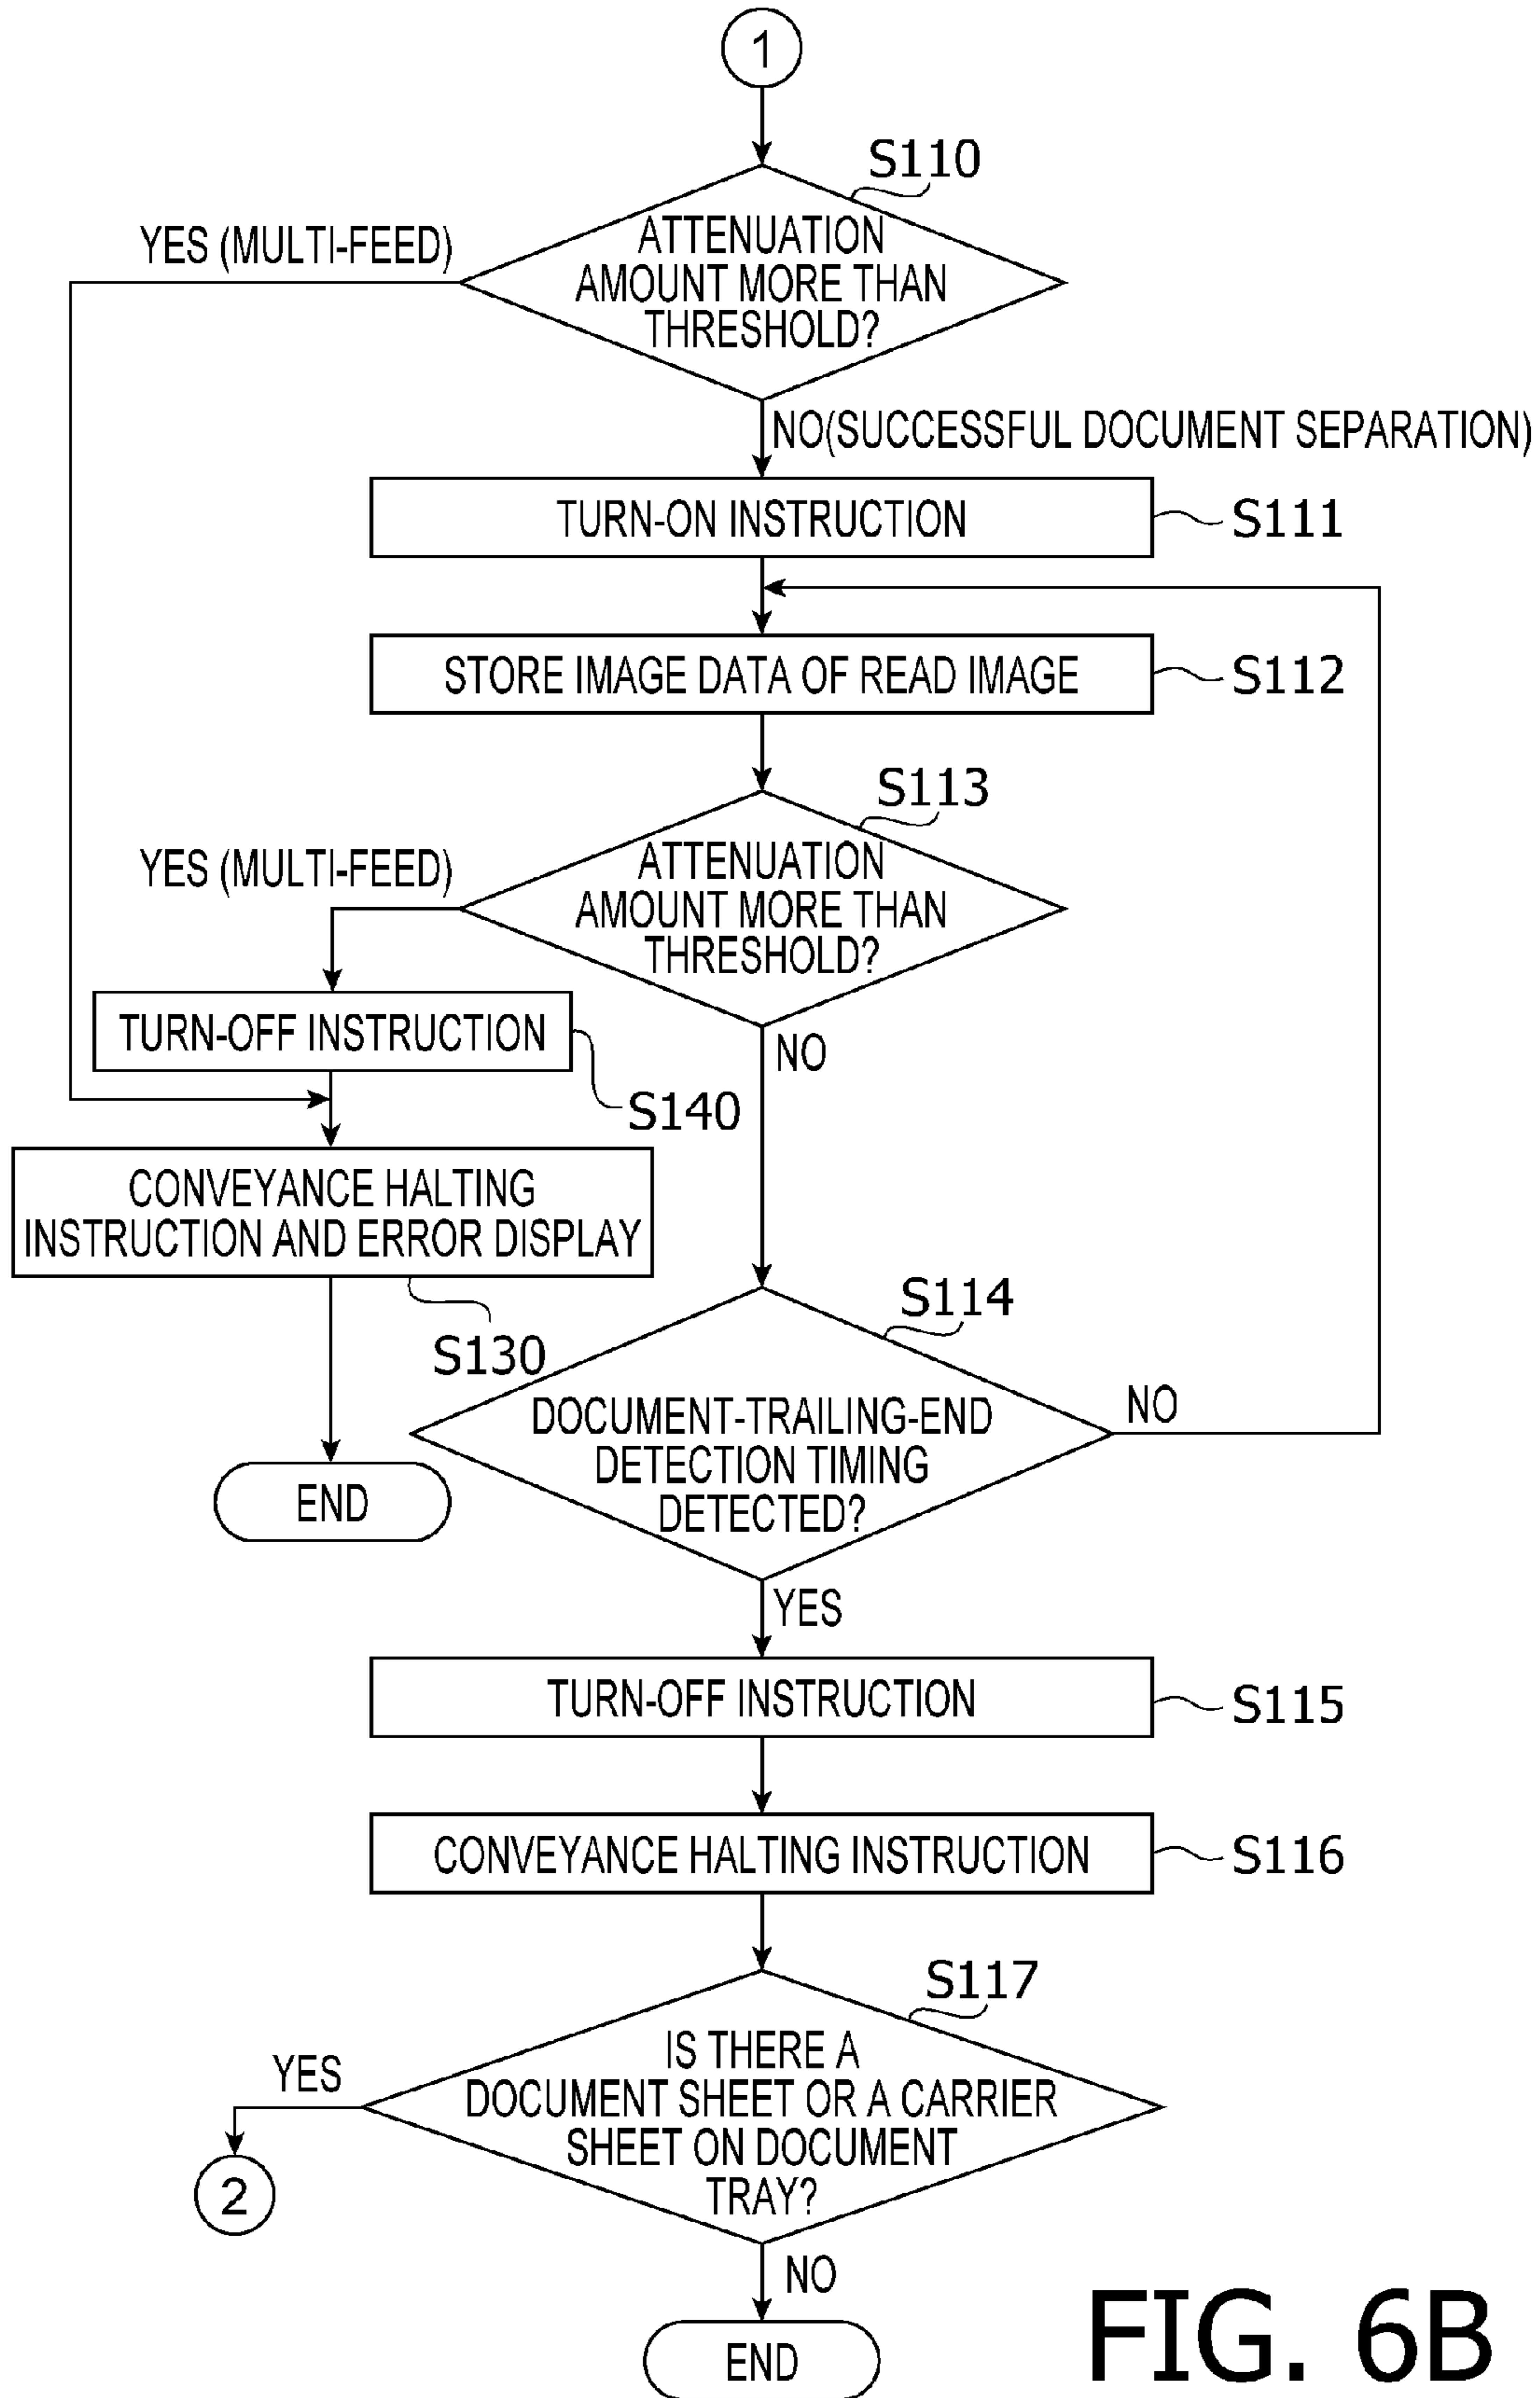 1
S110
YES (MULTI-FEED)
ATTENUATION
AMOUNT MORE THAN
THRESHOLD?
NO(SUCCESSFUL DOCUMENT SEPARATION)
TURN-ON INSTRUCTION
S111
STORE IMAGE DATA OF READ IMAGE
S112
S113
YES (MULTI-FEED)
ATTENUATION
AMOUNT MORE THAN
THRESHOLD?
TURN-OFF INSTRUCTION
NO
S140
CONVEYANCE HALTING
INSTRUCTION AND ERROR DISPLAY
S130
END
S114
DOCUMENT-TRAILING-END
DETECTION TIMING
DETECTED?
NO
YES
TURN-OFF INSTRUCTION
S115
CONVEYANCE HALTING INSTRUCTION
S116
S117
IS THERE A
DOCUMENT SHEET OR A CARRIER
SHEET ON DOCUMENT
TRAY?
YES
2
NO
END
FIG. 6B